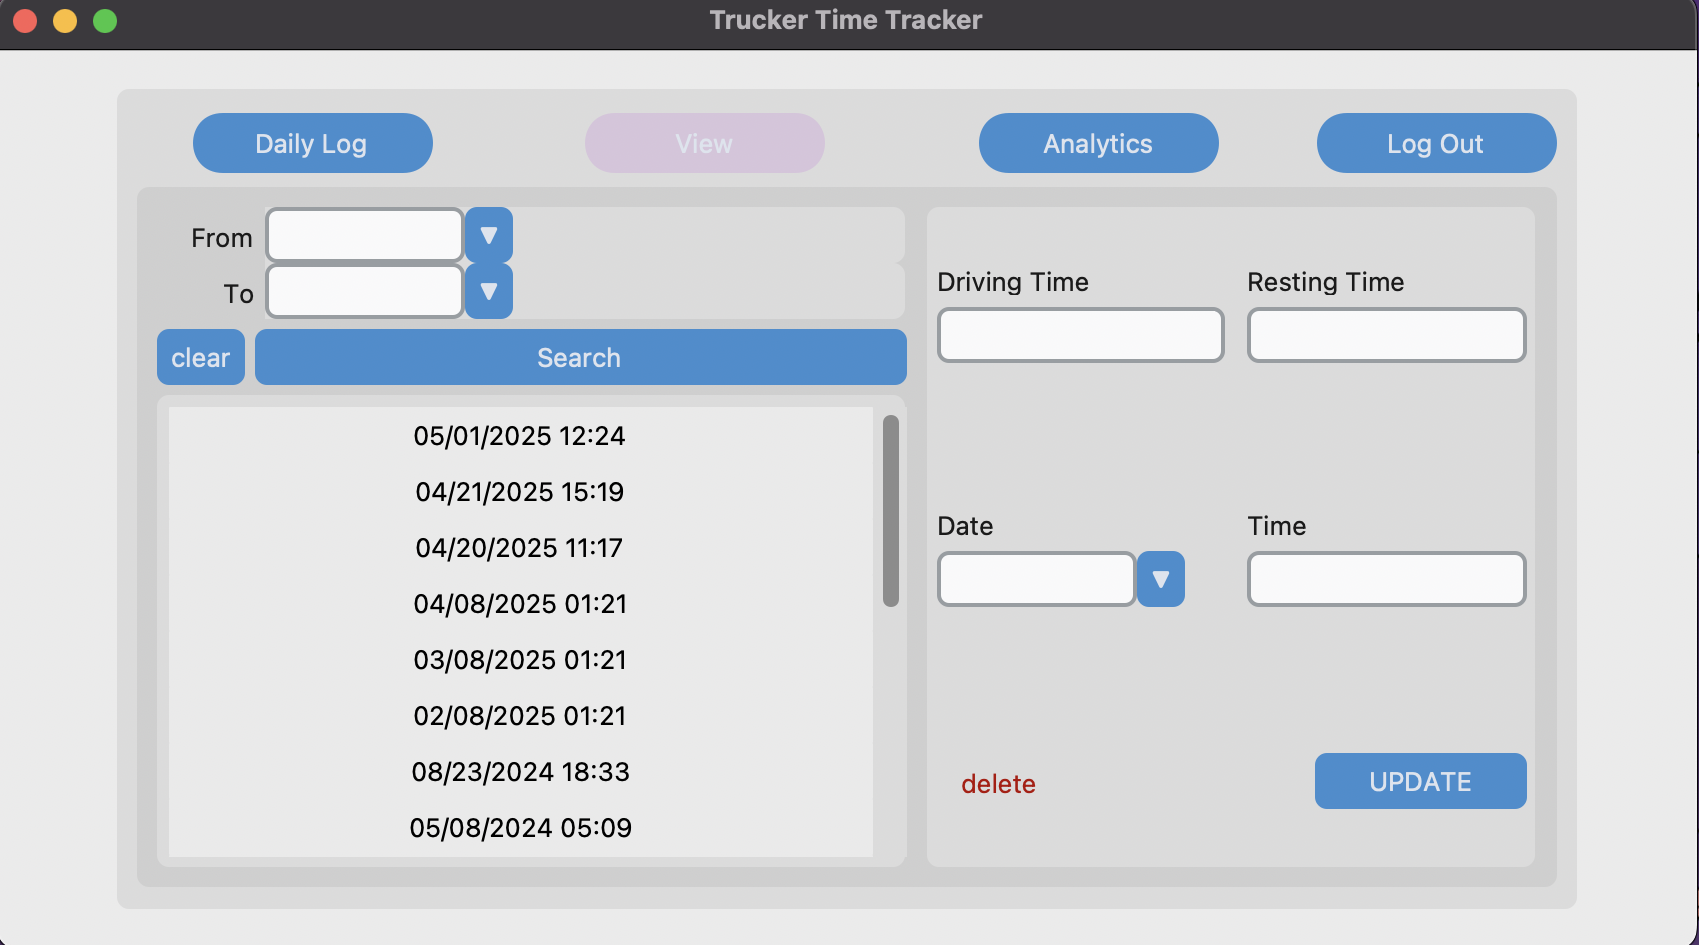 Trucker Time Tracker
Daily Log
View
Analytics
Log Out
From
To
clear
Search
05/01/2025 12:24
04/21/2025 15:19
04/20/2025 11:17
04/08/2025 01:21
03/08/2025 01:21
02/08/2025 01:21
08/23/2024 18:33
05/08/2024 05:09
Driving Time
Resting Time
Date
Time
delete
UPDATE